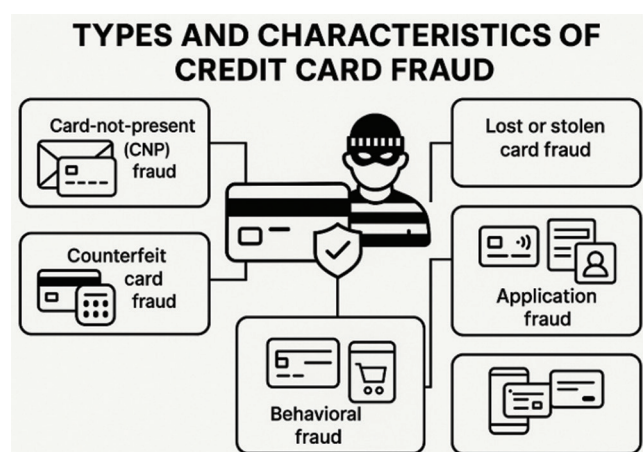 TYPES AND CHARACTERISTICS OF
CREDIT CARD FRAUD
Card-not-present
(CNP)
fraud
Lost or stolen
card fraud
Counterfeit
card
fraud
Application
fraud
Behavioral
fraud